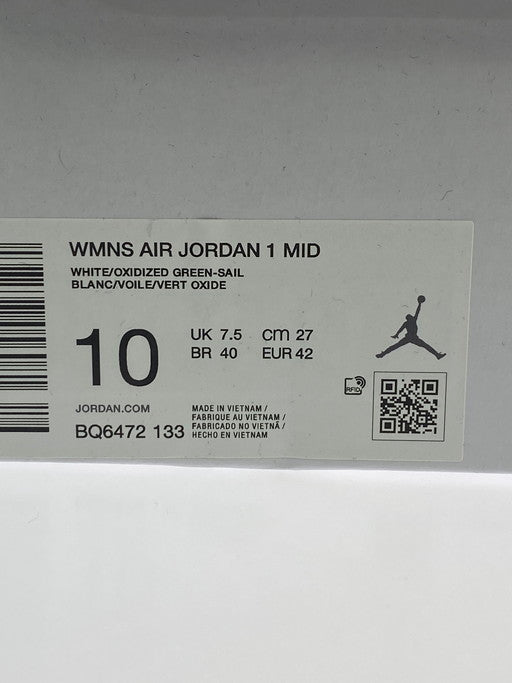 WMNS AIR JORDAN 1 MID
WHITE/OXIDIZED GREEN-SAIL
BLANC/VOILE/VERT OXIDE
10
UK 7.5 cm 27
BR 40 EUR 42
RFID
JORDAN.COM
BQ6472 133
MADE IN VIETNAM /
FABRIQUE AU VIETNAM /
FABRICADO NO VIETNÃ /
HECHO EN VIETNAM